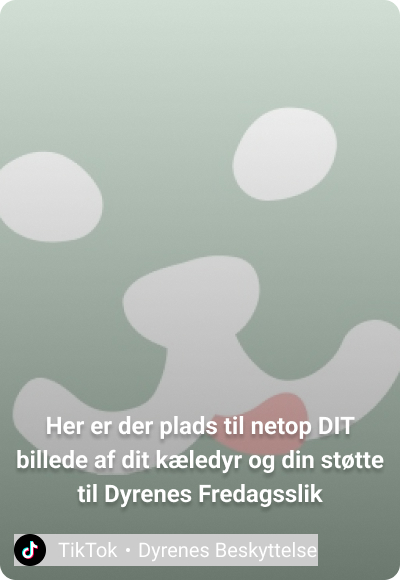 Her er der plads til netop DIT
billede af dit kæledyr og din støtte
til Dyrenes Fredagsslik
TikTok • Dyrenes Beskyttelse